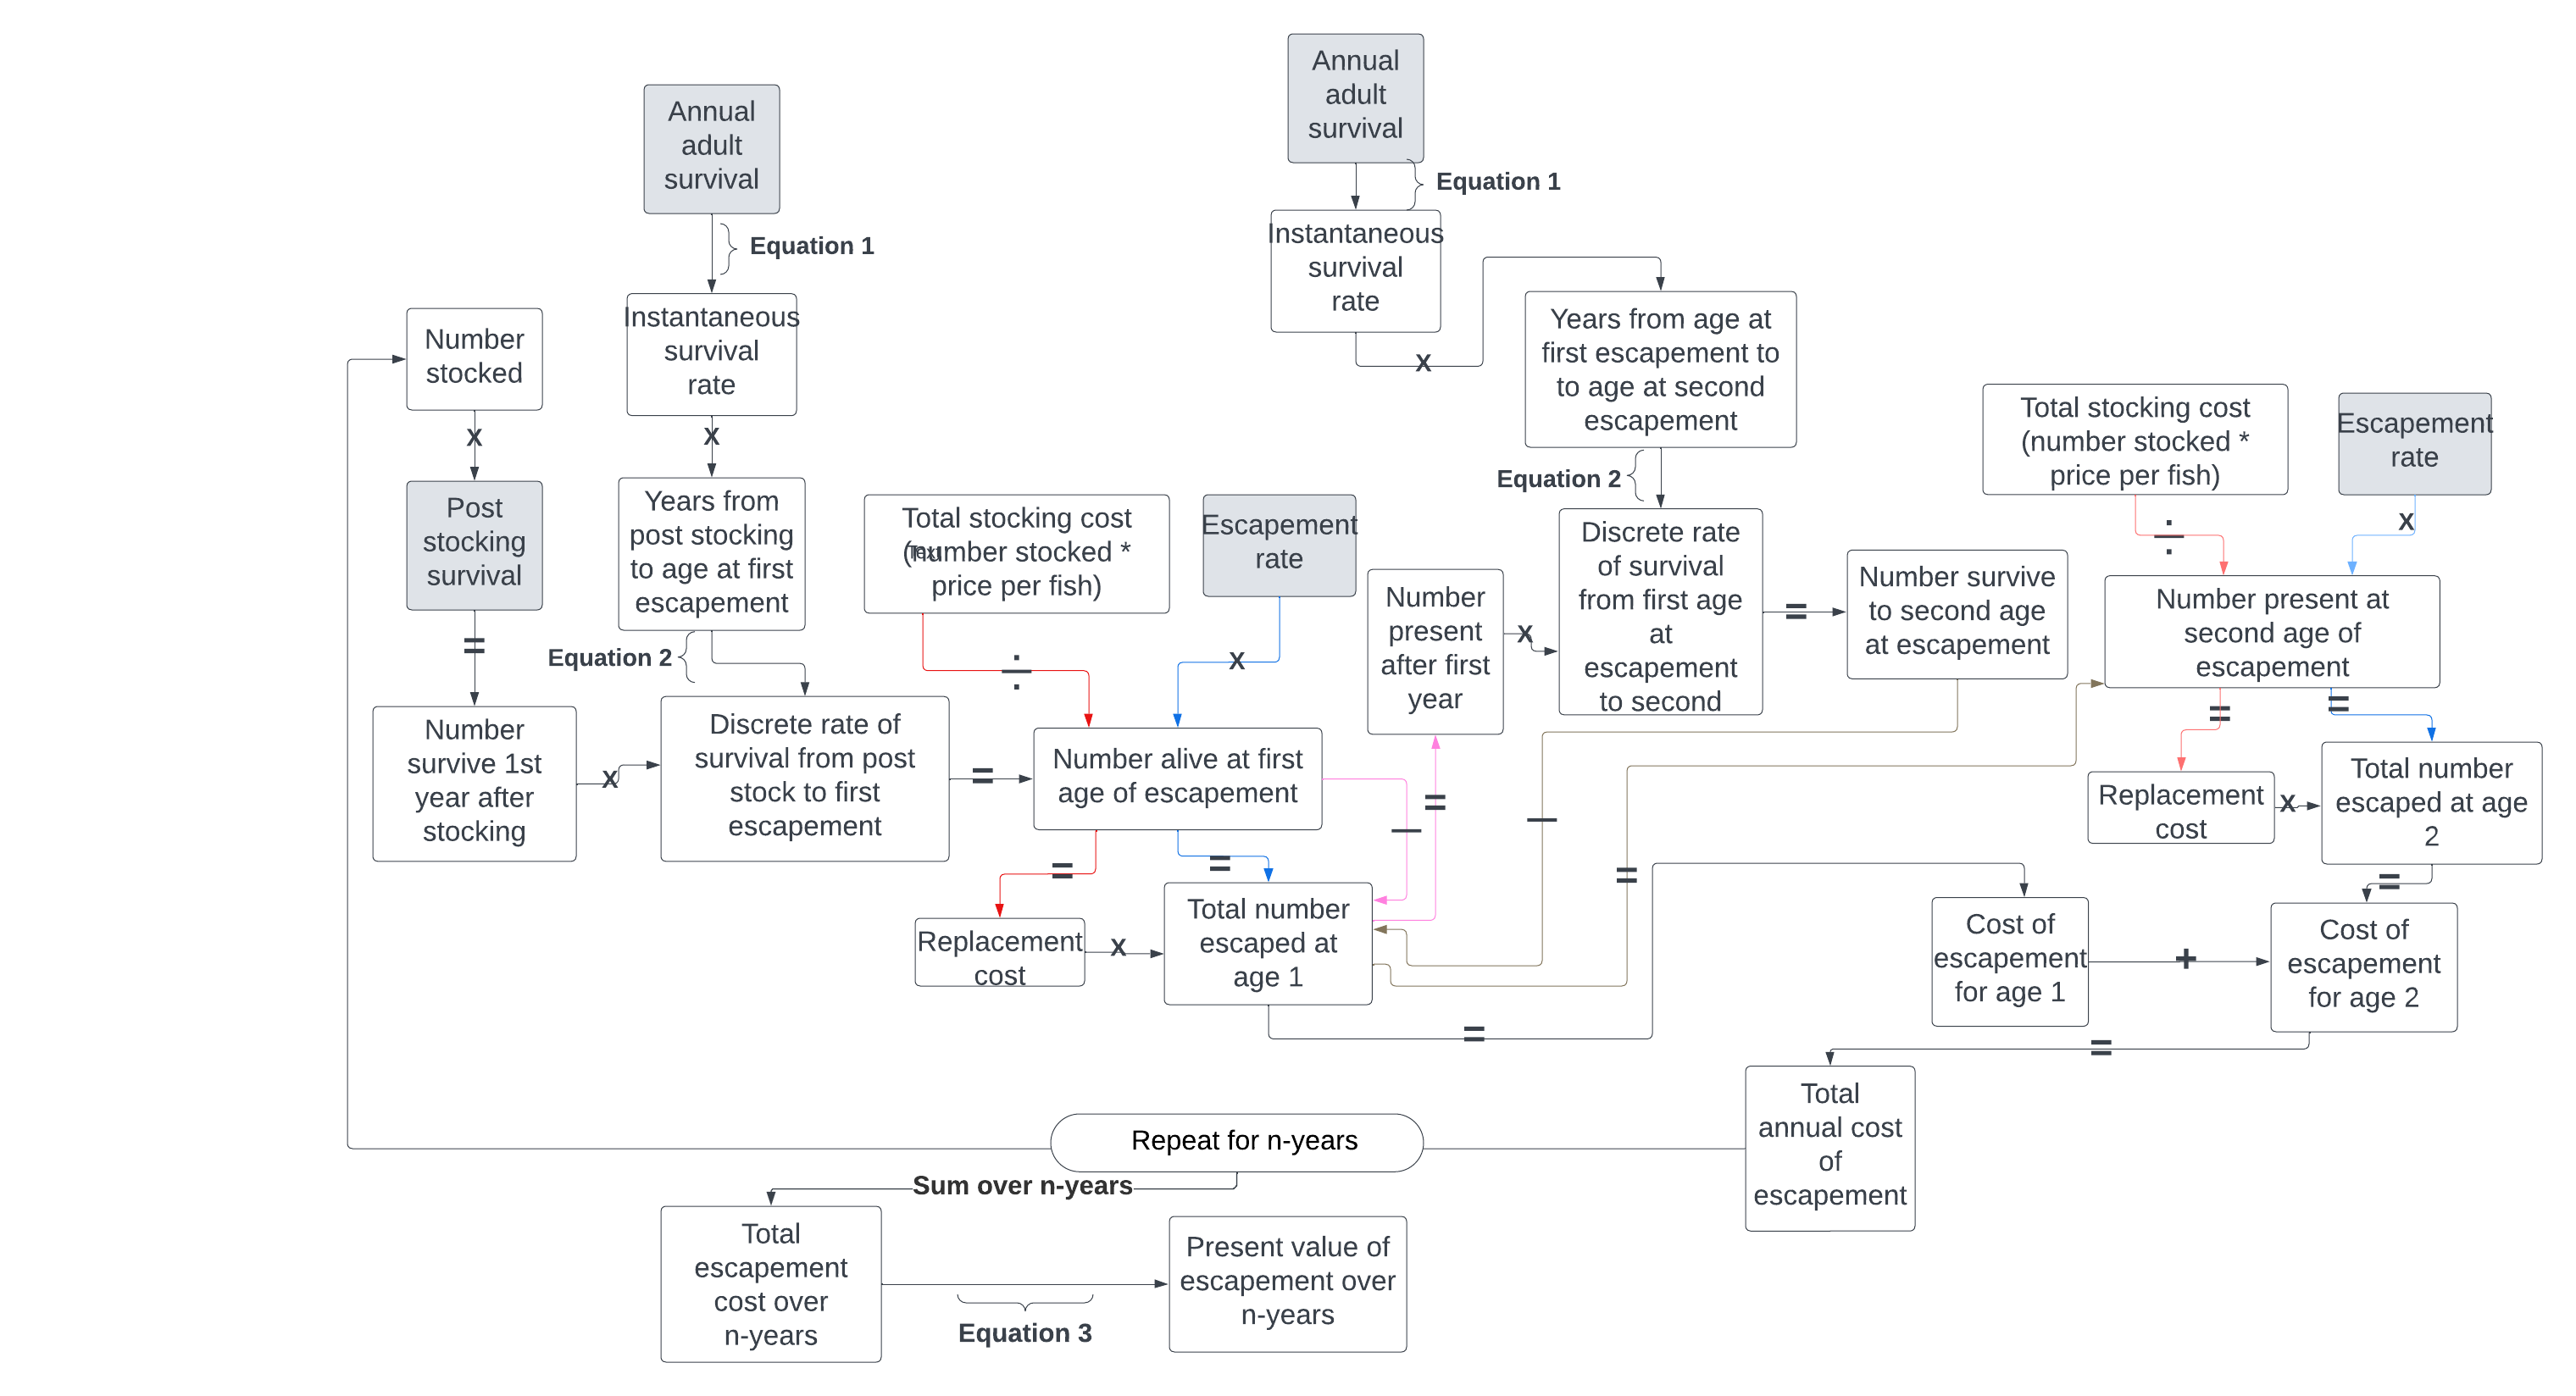 Annual
adult
survival
Equation 1
Instantaneous
survival
rate
X
Years from age at
first escapement to
to age at second
escapement
Equation 2
Annual
adult
survival
Equation 1
Instantaneous
survival
rate
X
Years from
post stocking
to age at first
escapement
Equation 2
Number
stocked
X
Post
stocking
survival
=
Number
survive 1st
year after
stocking
X
Discrete rate of
survival from post
stock to first
escapement
=
Total stocking cost
(number stocked *
price per fish)
Text
÷
Escapement
rate
X
Number alive at first
age of escapement
=
=
Replacement
cost
X
Total number
escaped at
age 1
—
=
Number
present
after first
year
X
Discrete rate
of survival
from first age
at
escapement
to second
=
Number survive
to second age
at escapement
—
=
Total stocking cost
(number stocked *
price per fish)
÷
Escapement
rate
X
Number present at
second age of
escapement
=
=
Replacement
cost
X
Total number
escaped at age
2
=
=
Cost of
escapement
for age 1
+
Cost of
escapement
for age 2
=
Total
annual cost
of
escapement
Repeat for n-years
Sum over n-years
Total
escapement
cost over
n-years
Equation 3
Present value of
escapement over
n-years